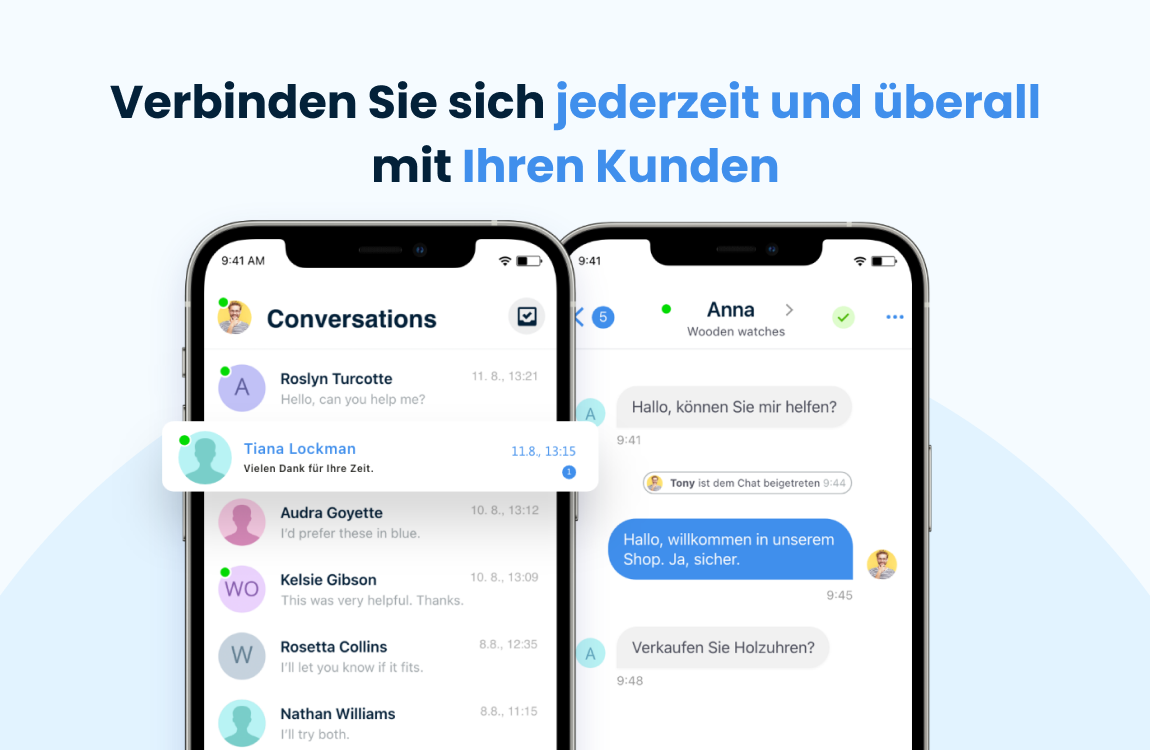 Verbinden Sie sich jederzeit und überall
mit Ihren Kunden
9:41 AM
Conversations
A
Roslyn Turcotte
11. 8., 13:21
Hello, can you help me?
Tiana Lockman
11.8., 13:15
Vielen Dank für Ihre Zeit.
1
Audra Goyette
10. 8., 13:12
I'd prefer these in blue.
WO
Kelsie Gibson
10. 8., 13:09
This was very helpful. Thanks.
W
Rosetta Collins
8.8., 12:35
I'll let you know if it fits.
Nathan Williams
8.8., 11:15
I'll try both.
9:41
5
Anna
Wooden watches
A
Hallo, können Sie mir helfen?
9:41
Tony ist dem Chat beigetreten 9:44
Hallo, willkommen in unserem
Shop. Ja, sicher.
9:45
A
Verkaufen Sie Holzuhren?
9:48